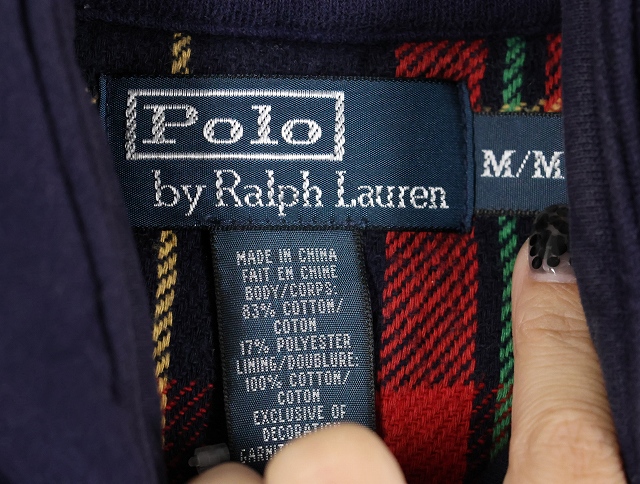 Polo
by Ralph Lauren
M/M
MADE IN CHINA
FAIT EN CHINE
BODY/CORPS:
83% COTTON/
COTON
17% POLYESTER
LINING/DOUBLURE:
100% COTTON/
COTON
EXCLUSIVE OF